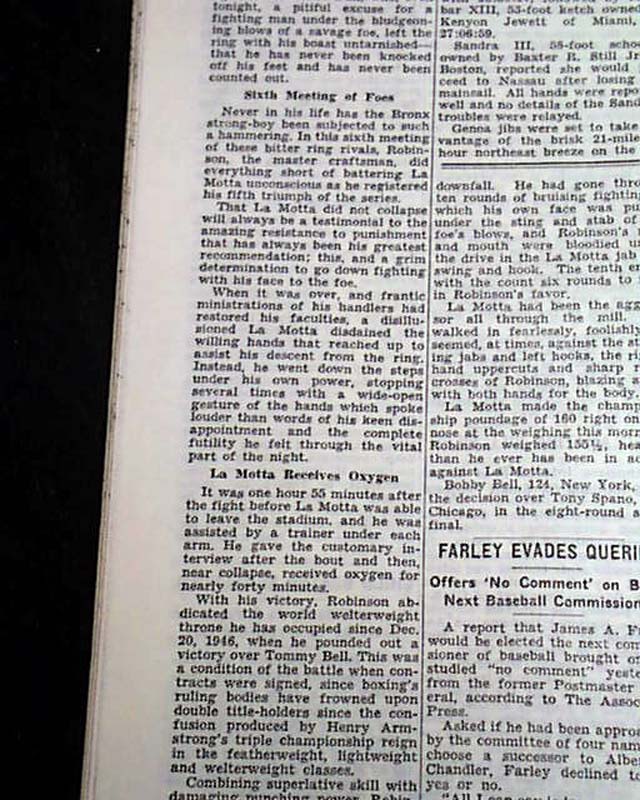 tonight, a pitiful excuse for a
fighting man under the bludgeon-
ing blows of a savage foe, left the
ring with his boast untarnished—
that he has never been knocked
off his feet and has never been
counted out.
Sixth Meeting of Foes
Never in his life has the Bronx
strong-boy been subjected to such
a hammering. In this sixth meeting
of these bitter ring rivals, Robin-
son, the master craftsman, did
everything short of battering La
Motta unconscious as he registered
his fifth triumph of the series.
That La Motta did not collapse
will always be a testimonial to the
amazing resistance to punishment
that has always been his greatest
recommendation; this, and a grim
determination to go down fighting
with his face to the foe.
When it was over, and frantic
ministrations of his handlers had
restored his faculties, a disillu-
sioned La Motta disdained the
willing hands that reached up to
assist his descent from the ring.
Instead, he went down the steps
under his own power, stopping
several times with a wide-open
gesture of the hands which spoke
louder than words of his keen dis-
appointment and the complete
futility he felt through the vital
part of the night.
La Motta Receives Oxygen
It was one hour 55 minutes after
the fight before La Motta was able
to leave the stadium, and he was
assisted by a trainer under each
arm. He gave the customary in-
terview after the bout and then,
near collapse, received oxygen for
nearly forty minutes.
With his victory, Robinson ab-
dicated the world welterweight
throne he has occupied since Dec.
20, 1946, when he pounded out a
victory over Tommy Bell. This was
a condition of the battle when con-
tracts were signed, since boxing's
ruling bodies have frowned upon
double title-holders since the con-
fusion produced by Henry Arm-
strong's triple championship reign
in the featherweight, lightweight
and welterweight classes.
Combining superlative skill with
damaging punching power, Robin-
bar XIII, 53-foot ketch owned
Kenyon Jewett of Miami,
27:06:59.
Sandra III, 55-foot scho
owned by Baxter R. Still Jr
Boston, reported she would
ceed to Nassau after losing
mainsail. All hands were repo
well and no details of the San
troubles were relayed.
Genoa jibs were set to take
vantage of the brisk 21-mile
hour northeast breeze on the
downfall. He had gone thro
ten rounds of bruising fighting
which his own face was pu
under the sting and stab of
foe's blows, and Robinson's
and mouth were bloodied u
the drive in the La Motta jab
swing and hook. The tenth e
with the count six rounds to
in Robinson's favor.
La Motta had been the agg
sor all through the mill.
walked in fearlessly, foolishly
seemed, at times, against the st
ing jabs and left hooks, the ri
hand uppercuts and sharp r
crosses of Robinson, blazing a
with both hands for the body.
La Motta made the cham
ship poundage of 160 right on
nose at the weighing this morn
Robinson weighed 155½, hea
than he ever has been in ac
against La Motta.
Bobby Bell, 124, New York,
the decision over Tony Spano,
Chicago, in the eight-round s
final.
FARLEY EVADES QUERI
Offers 'No Comment' on B
Next Baseball Commission
A report that James A. F
would be elected the next com
sioner of baseball brought o
studied "no comment" yeste
from the former Postmaster
eral, according to The Assoc
Press.
Asked if he had been approa
by the committee of four nam
choose a successor to Albe
Chandler, Farley declined t
yes or no.